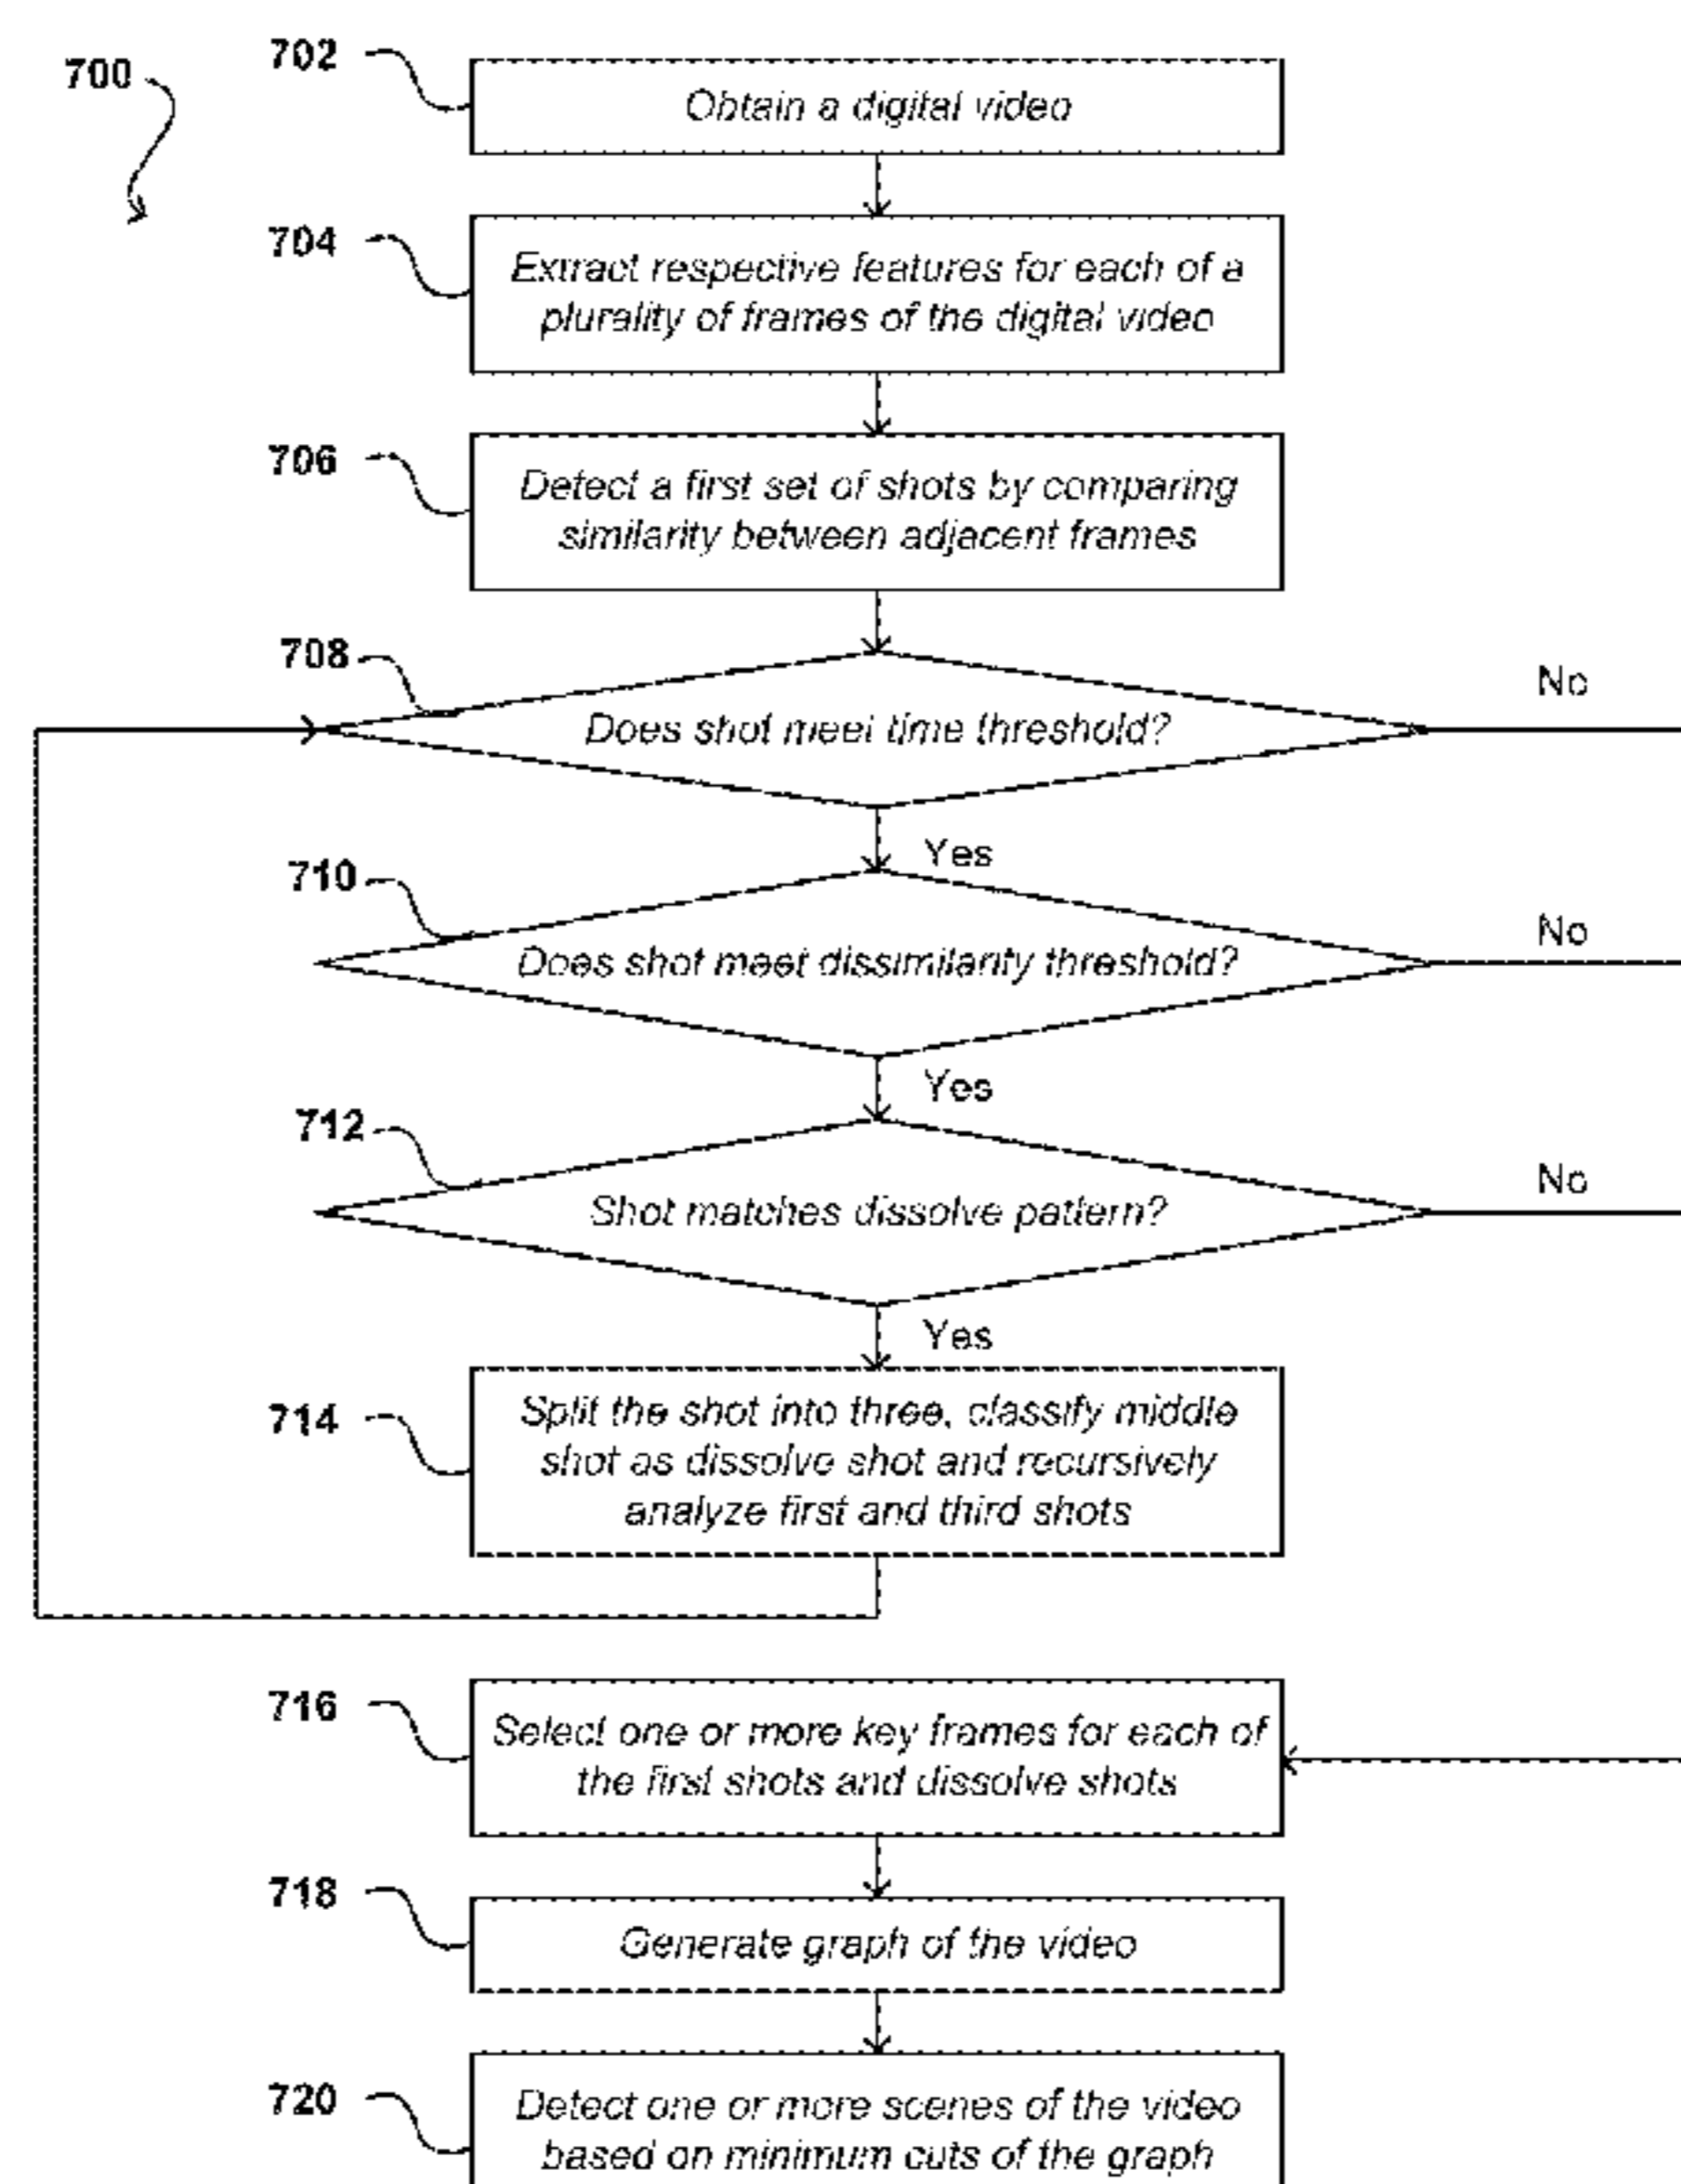 700
702
Obtain a digital video
704
Extract respective features for each of a
plurality of frames of the digital video
706
Detect a first set of shots by comparing
similarity between adjacent frames
708
Does shot meet time threshold?
No
Yes
710
Does shot meet dissimilarity threshold?
No
Yes
712
Shot matches dissolve pattern?
No
Yes
714
Split the shot into three, classify middle
shot as dissolve shot and recursively
analyze first and third shots
716
Select one or more key frames for each of
the first shots and dissolve shots
718
Generate graph of the video
720
Detect one or more scenes of the video
based on minimum cuts of the graph